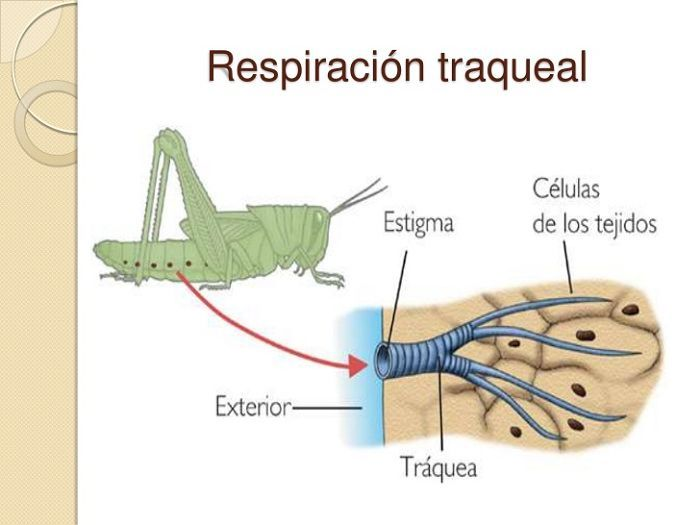 Respiración traqueal
Estigma
Células
de los tejidos
Exterior
Tráquea